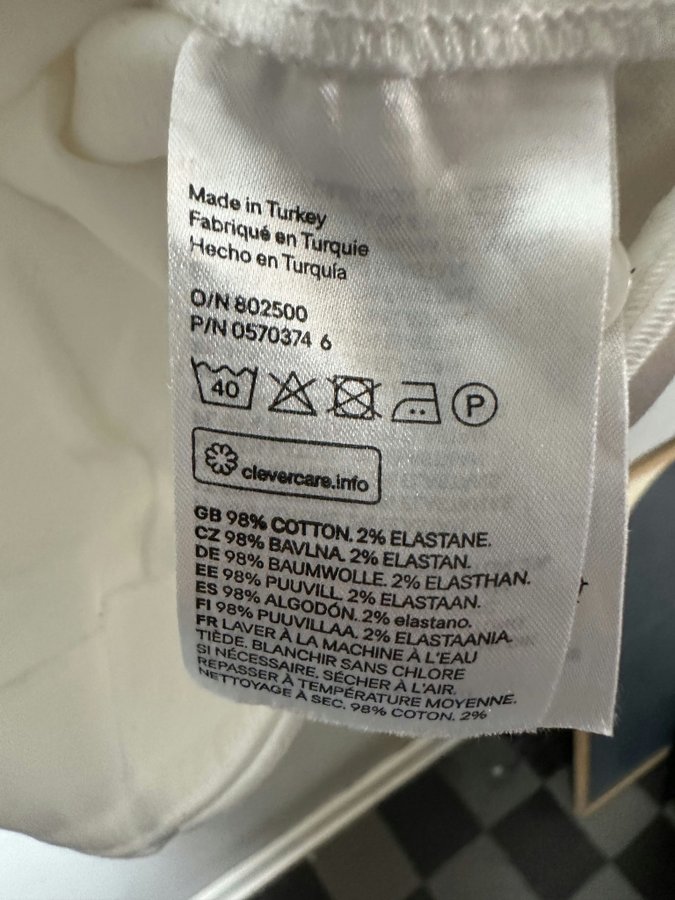 Made in Turkey
Fabriqué en Turquie
Hecho en Turquía
O/N 802500
P/N 0570374 6
40
P
clevercare.info
GB 98% COTTON. 2% ELASTANE.
CZ 98% BAVLNA. 2% ELASTAN.
DE 98% BAUMWOLLE. 2% ELASTHAN.
EE 98% PUUVILL. 2% ELASTAAN.
ES 98% ALGODÓN. 2% elastano.
FI 98% PUUVILLAA. 2% ELASTAANIA.
FR LAVER À LA MACHINE À L'EAU
TIÈDE. BLANCHIR SANS CHLORE
SI NÉCESSAIRE. SÉCHER À L'AIR.
REPASSER À TEMPÉRATURE MOYENNE.
NETTOYAGE À SEC. 98% COTON. 2%